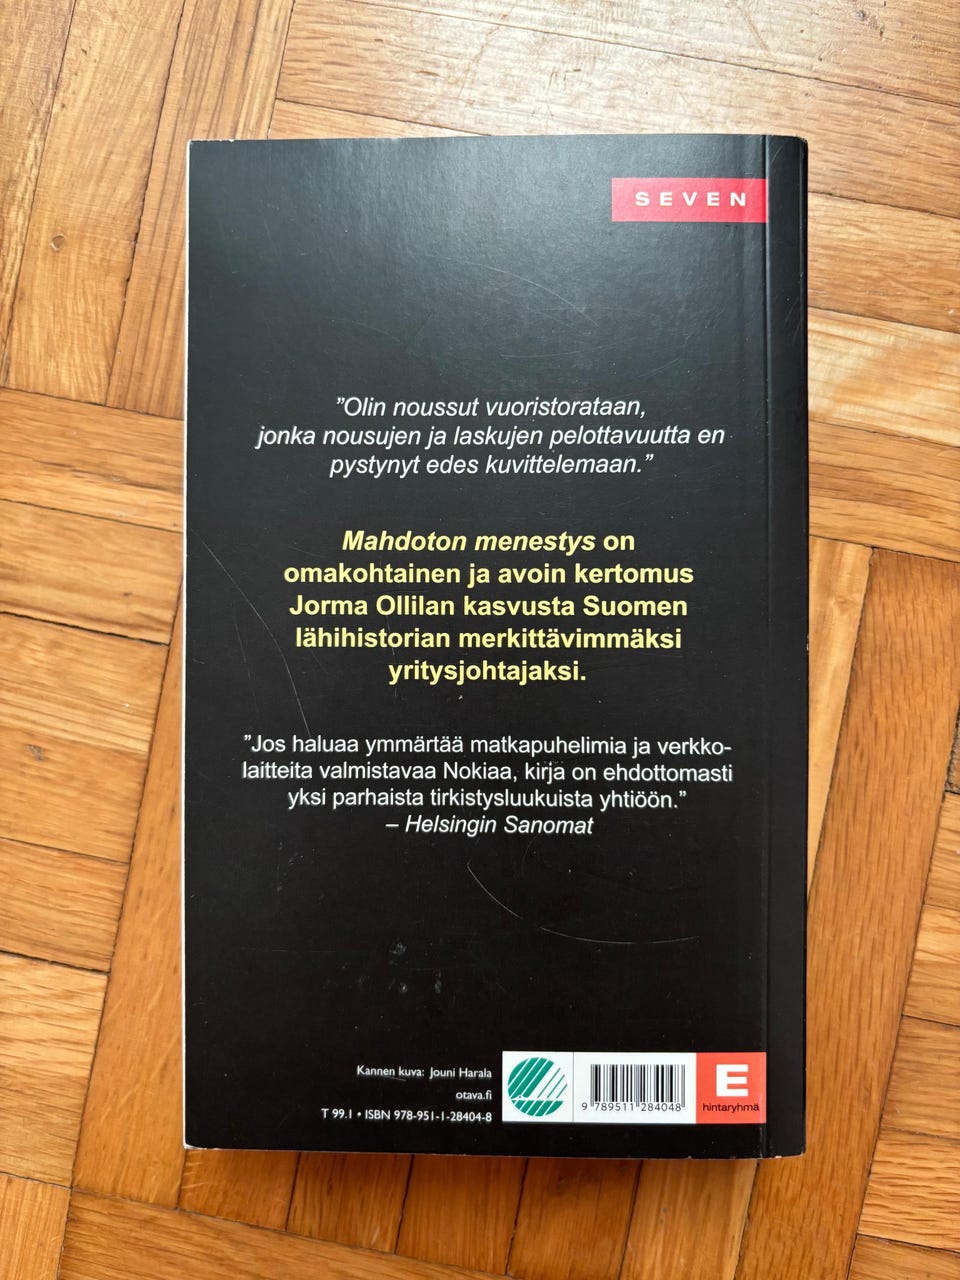 SEVEN
”Olin noussut vuoristorataan,
jonka nousujen ja laskujen pelottavuutta en
pystynyt edes kuvittelemaan.”
Mahdoton menestys on
omakohtainen ja avoin kertomus
Jorma Ollilan kasvusta Suomen
lähihistorian merkittävimmäksi
yritysjohtajaksi.
”Jos haluaa ymmärtää matkapuhelimia ja verkko-
laitteita valmistavaa Nokiaa, kirja on ehdottomasti
yksi parhaista tirkistysluukuista yhtiöön.”
– Helsingin Sanomat
Kannen kuva: Jouni Harala
otava.fi
T 99.1 • ISBN 978-951-1-28404-8
9 789511 284048
E
hintaryhmä